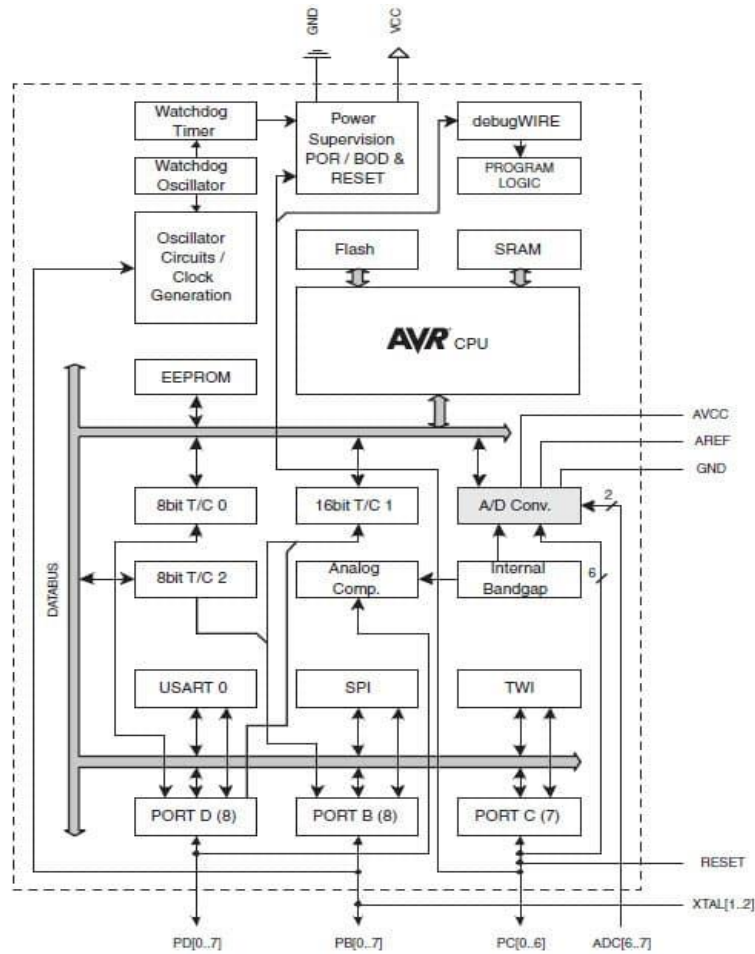 GND
VCC
Watchdog
Timer
Power
Supervision
POR / BOD &
RESET
debugWIRE
Watchdog
Oscillator
PROGRAM
LOGIC
Oscillator
Circuits /
Clock
Generation
Flash
SRAM
AVR CPU
EEPROM
AVCC
AREF
GND
8bit T/C 0
16bit T/C 1
A/D Conv.
2
8bit T/C 2
Analog
Comp.
Internal
Bandgap
6
DATABUS
USART 0
SPI
TWI
PORT D (8)
PORT B (8)
PORT C (7)
RESET
XTAL[1..2]
PD[0..7]
PB[0..7]
PC[0..6]
ADC[6..7]